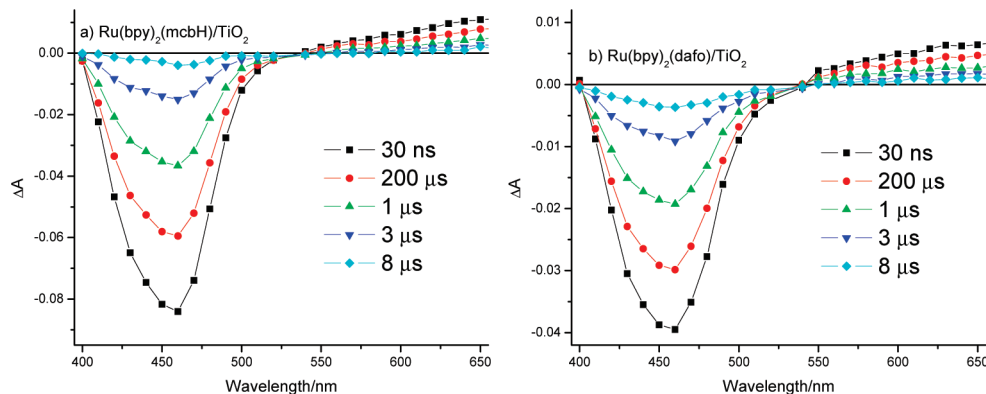 a) Ru(bpy)₂(mcbH)/TiO₂
0.00
-0.02
-0.04
-0.06
-0.08
ΔA
30 ns
200 μs
1 μs
3 μs
8 μs
400 450 500 550 600 650
Wavelength/nm
b) Ru(bpy)₂(dafo)/TiO₂
0.01
0.00
-0.01
-0.02
-0.03
-0.04
ΔA
30 ns
200 μs
1 μs
3 μs
8 μs
400 450 500 550 600 650
Wavelength/nm